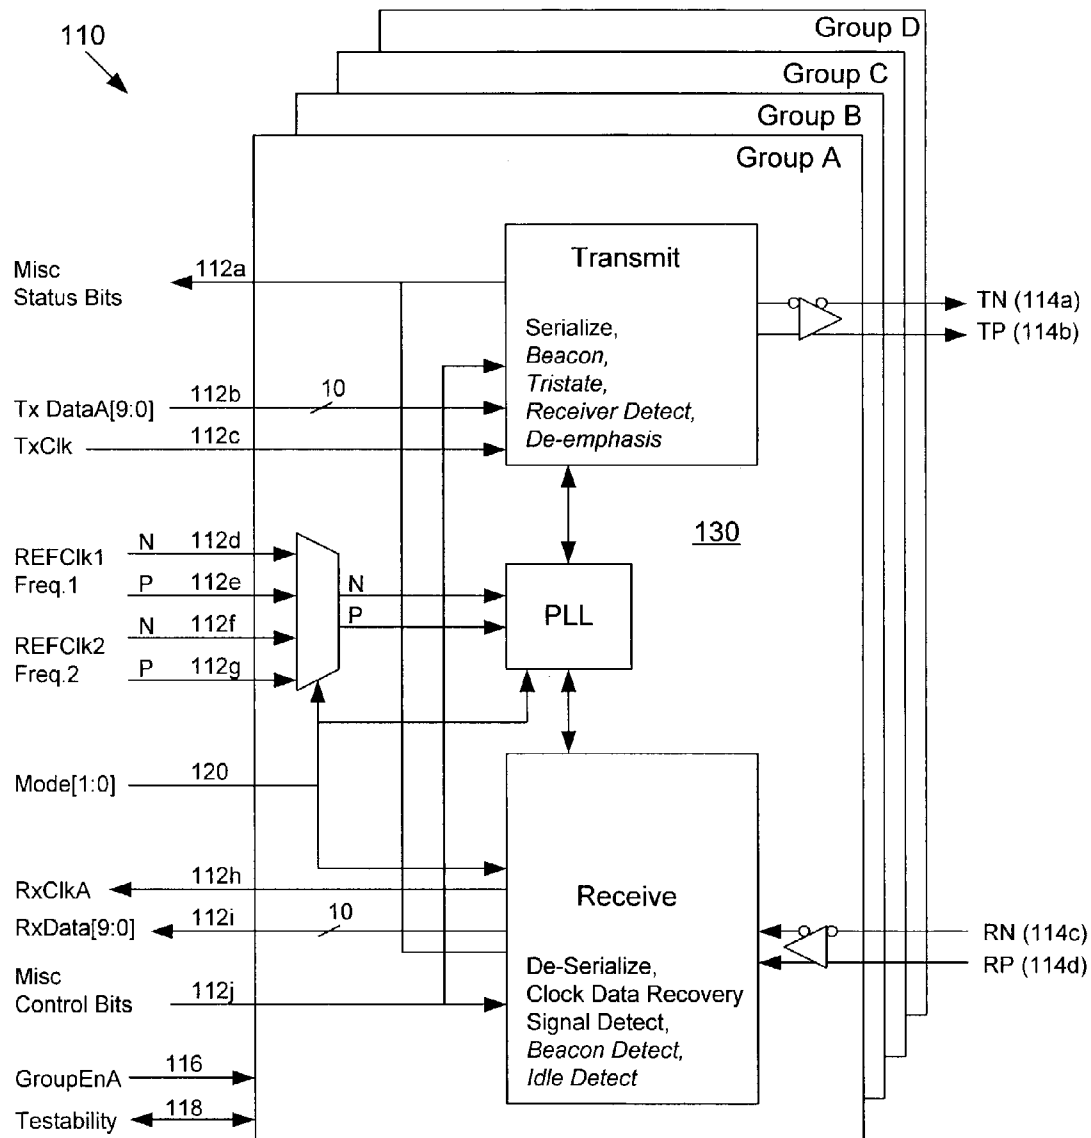 110
Group D
Group C
Group B
Group A
Misc
Status Bits
112a
Transmit
Serialize,
Beacon,
Tristate,
Receiver Detect,
De-emphasis
TN (114a)
TP (114b)
Tx DataA[9:0]
112b
10
TxClk
112c
130
REFClk1
Freq.1
N
112d
P
112e
REFClk2
Freq.2
N
112f
P
112g
N
P
PLL
Mode[1:0]
120
RxClkA
112h
RxData[9:0]
112i
10
Receive
De-Serialize,
Clock Data Recovery
Signal Detect,
Beacon Detect,
Idle Detect
RN (114c)
RP (114d)
Misc
Control Bits
112j
GroupEnA
116
Testability
118